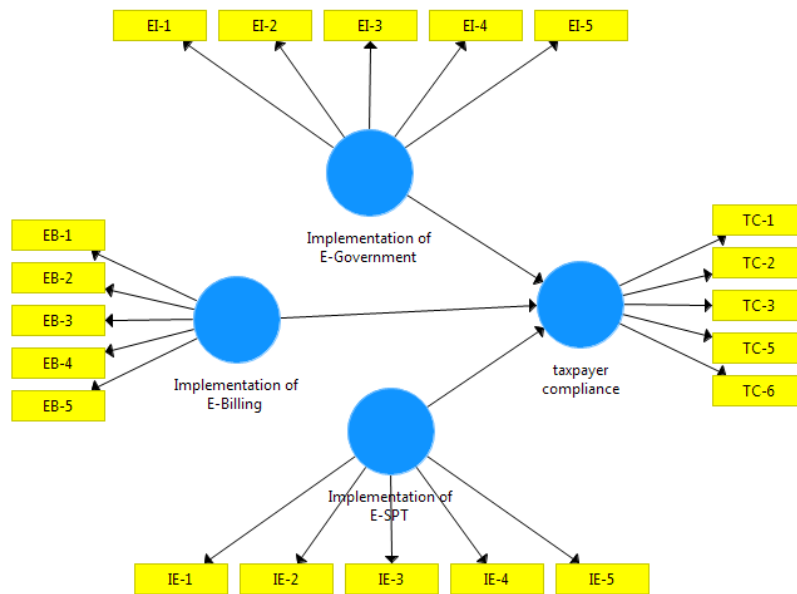 EI-1
EI-2
EI-3
EI-4
EI-5
Implementation of
E-Government
EB-1
EB-2
EB-3
EB-4
EB-5
Implementation of
E-Billing
TC-1
TC-2
TC-3
TC-5
TC-6
taxpayer
compliance
Implementation of
E-SPT
IE-1
IE-2
IE-3
IE-4
IE-5